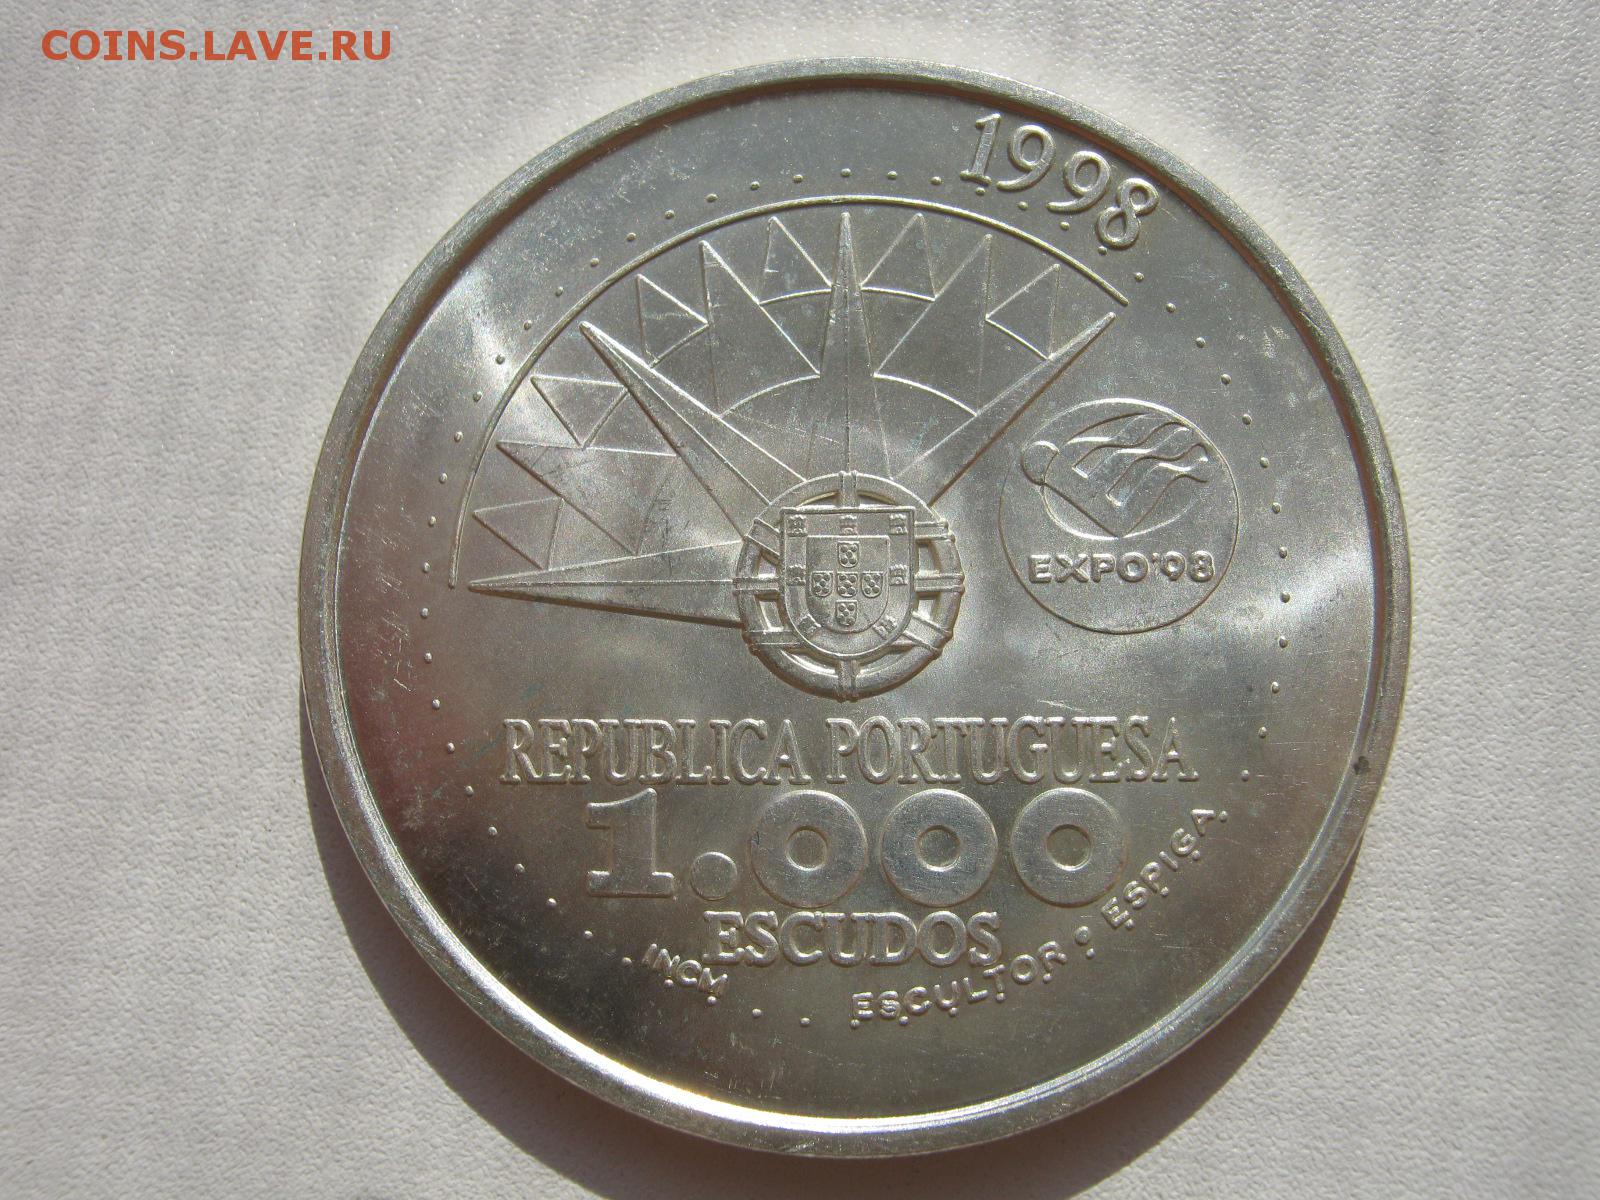 COINS.LAVE.RU
1998
EXPO'98
REPUBLICA PORTUGUESA
1.000
ESCUDOS
INCM
ESCULTOR: ESPIGA